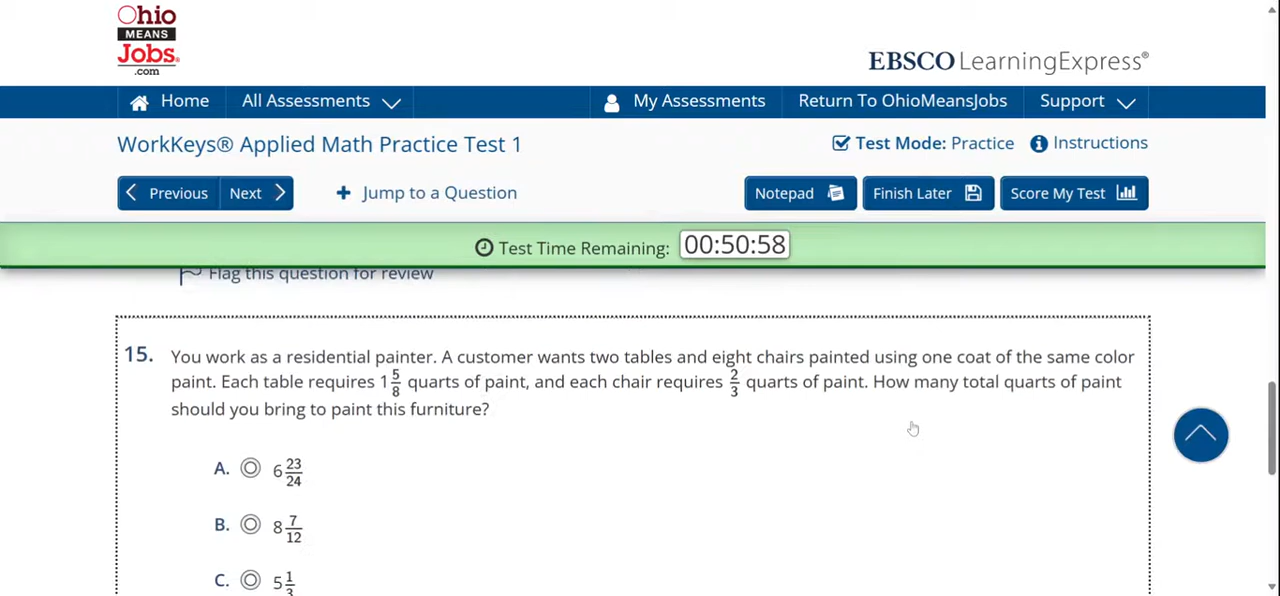 Ohio
MEANS
Jobs.
.com
EBSCO LearningExpress®
Home All Assessments My Assessments Return To OhioMeansJobs Support
WorkKeys® Applied Math Practice Test 1 Test Mode: Practice Instructions
Previous Next + Jump to a Question Notepad Finish Later Score My Test
Test Time Remaining: 00:50:58
Flag this question for review
15. You work as a residential painter. A customer wants two tables and eight chairs painted using one coat of the same color
paint. Each table requires 1 5/8 quarts of paint, and each chair requires 2/3 quarts of paint. How many total quarts of paint
should you bring to paint this furniture?
A. 6 23/24
B. 8 7/12
C. 5 1/3